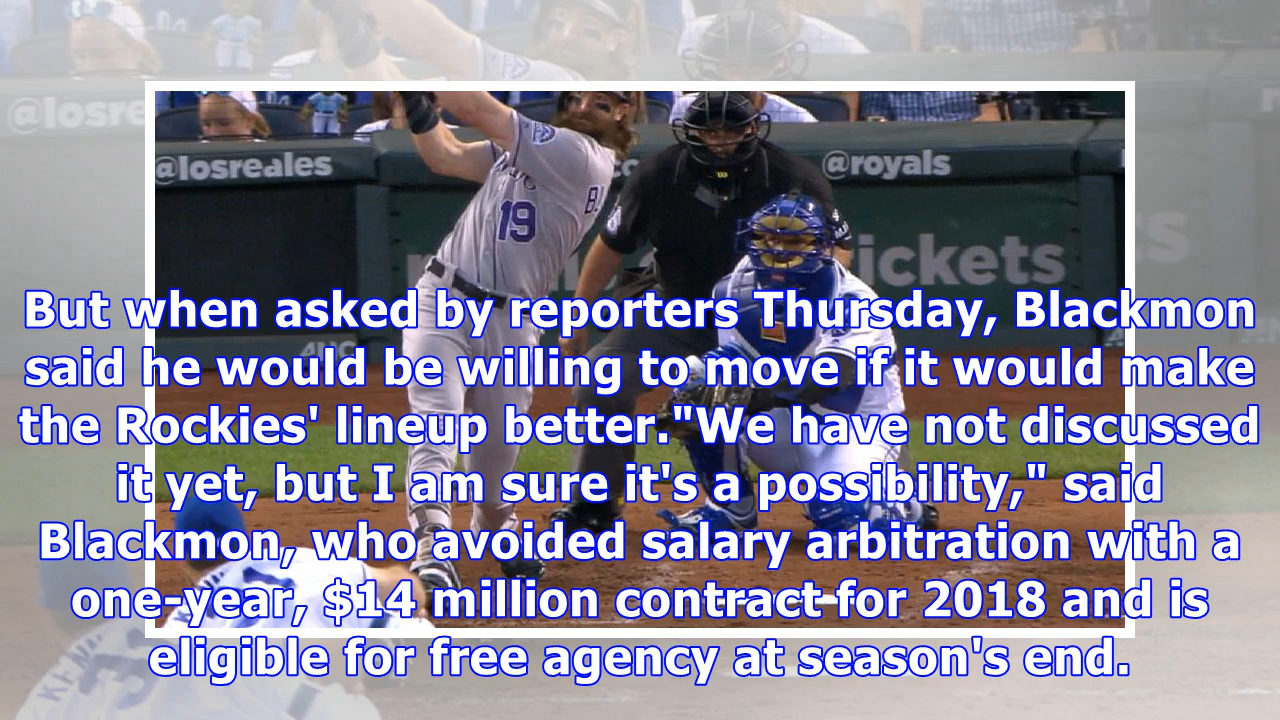 @losre
@losreales
@royals
19
BL
tickets
But when asked by reporters Thursday, Blackmon
said he would be willing to move if it would make
the Rockies' lineup better."We have not discussed
it yet, but I am sure it's a possibility," said
Blackmon, who avoided salary arbitration with a
one-year, $14 million contract for 2018 and is
eligible for free agency at season's end.